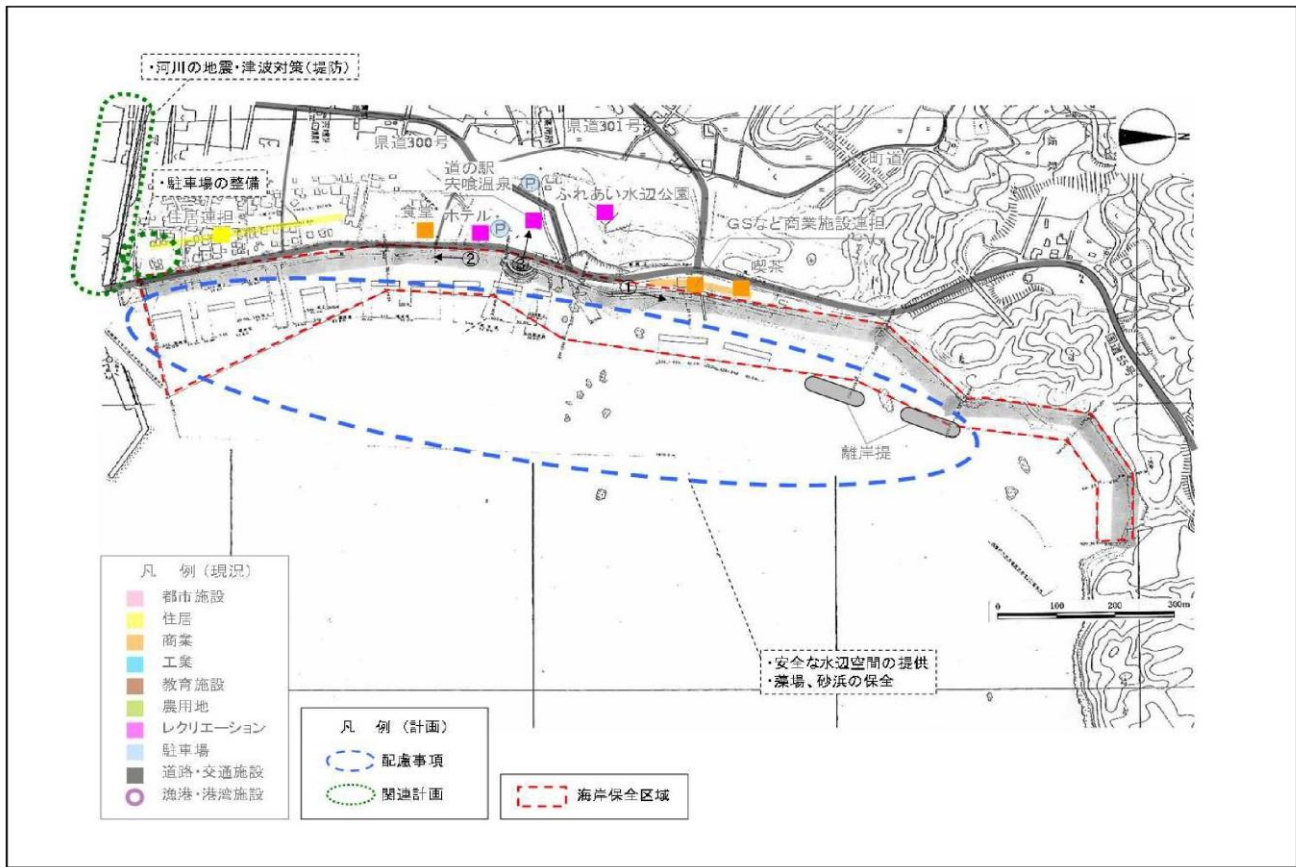 ・河川の地震・津波対策(堤防)
県道300号
県道301号
町道
N
・駐車場の整備
道の駅
宍喰温泉
P
ふれあい水辺公園
住居連担
食堂
ホテル・
P
GSなど商業施設連担
喫茶
②
①
国道55号
離岸提
0 100 200 300m
・安全な水辺空間の提供
・藻場、砂浜の保全
凡 例(現況)
都市施設
住居
商業
工業
教育施設
農用地
レクリエーション
駐車場
道路・交通施設
漁港・港湾施設
凡 例(計画)
配慮事項
関連計画
海岸保全区域